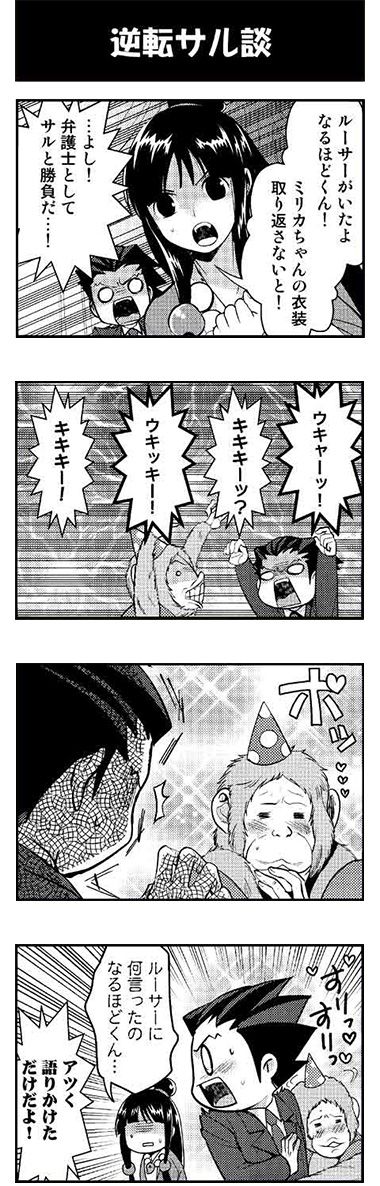 逆転サル談
ルーサーがいたよ
なるほどくん！
ミリカちゃんの衣装
取り返さないと！
…よし！
弁護士として
サルと勝負だ…！
ウキャーッ！
キキキーッ？
ウキッキー！
キキキー！
ポッ
すりっ
すりっ
ルーサーに
何言ったの
なるほどくん…
アツく
語りかけた
だけだよ！